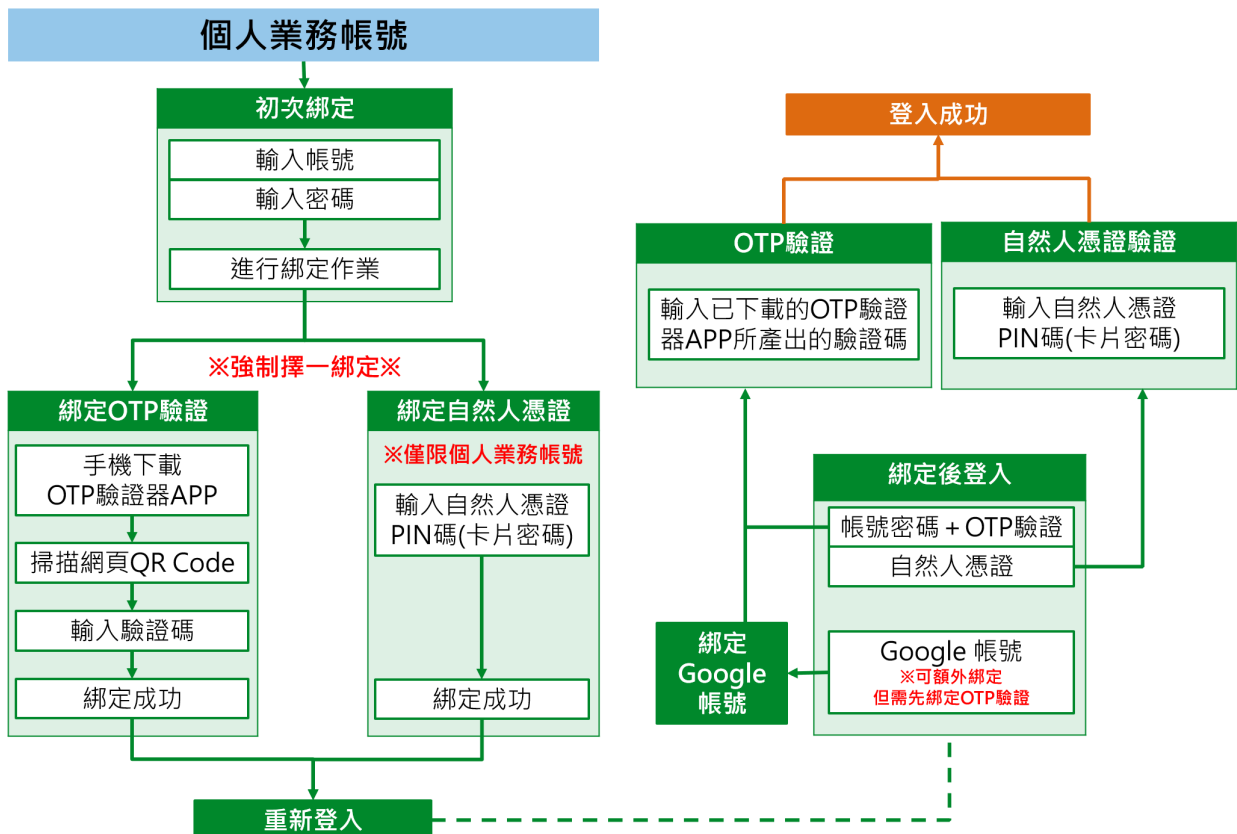 個人業務帳號
初次綁定
輸入帳號
輸入密碼
進行綁定作業
※強制擇一綁定※
綁定OTP驗證
手機下載
OTP驗證器APP
掃描網頁QR Code
輸入驗證碼
綁定成功
綁定自然人憑證
※僅限個人業務帳號
輸入自然人憑證
PIN碼(卡片密碼)
綁定成功
重新登入
登入成功
OTP驗證
輸入已下載的OTP驗證
器APP所產出的驗證碼
自然人憑證驗證
輸入自然人憑證
PIN碼(卡片密碼)
綁定後登入
帳號密碼+OTP驗證
自然人憑證
Google 帳號
※可額外綁定
但需先綁定OTP驗證
綁定
Google
帳號